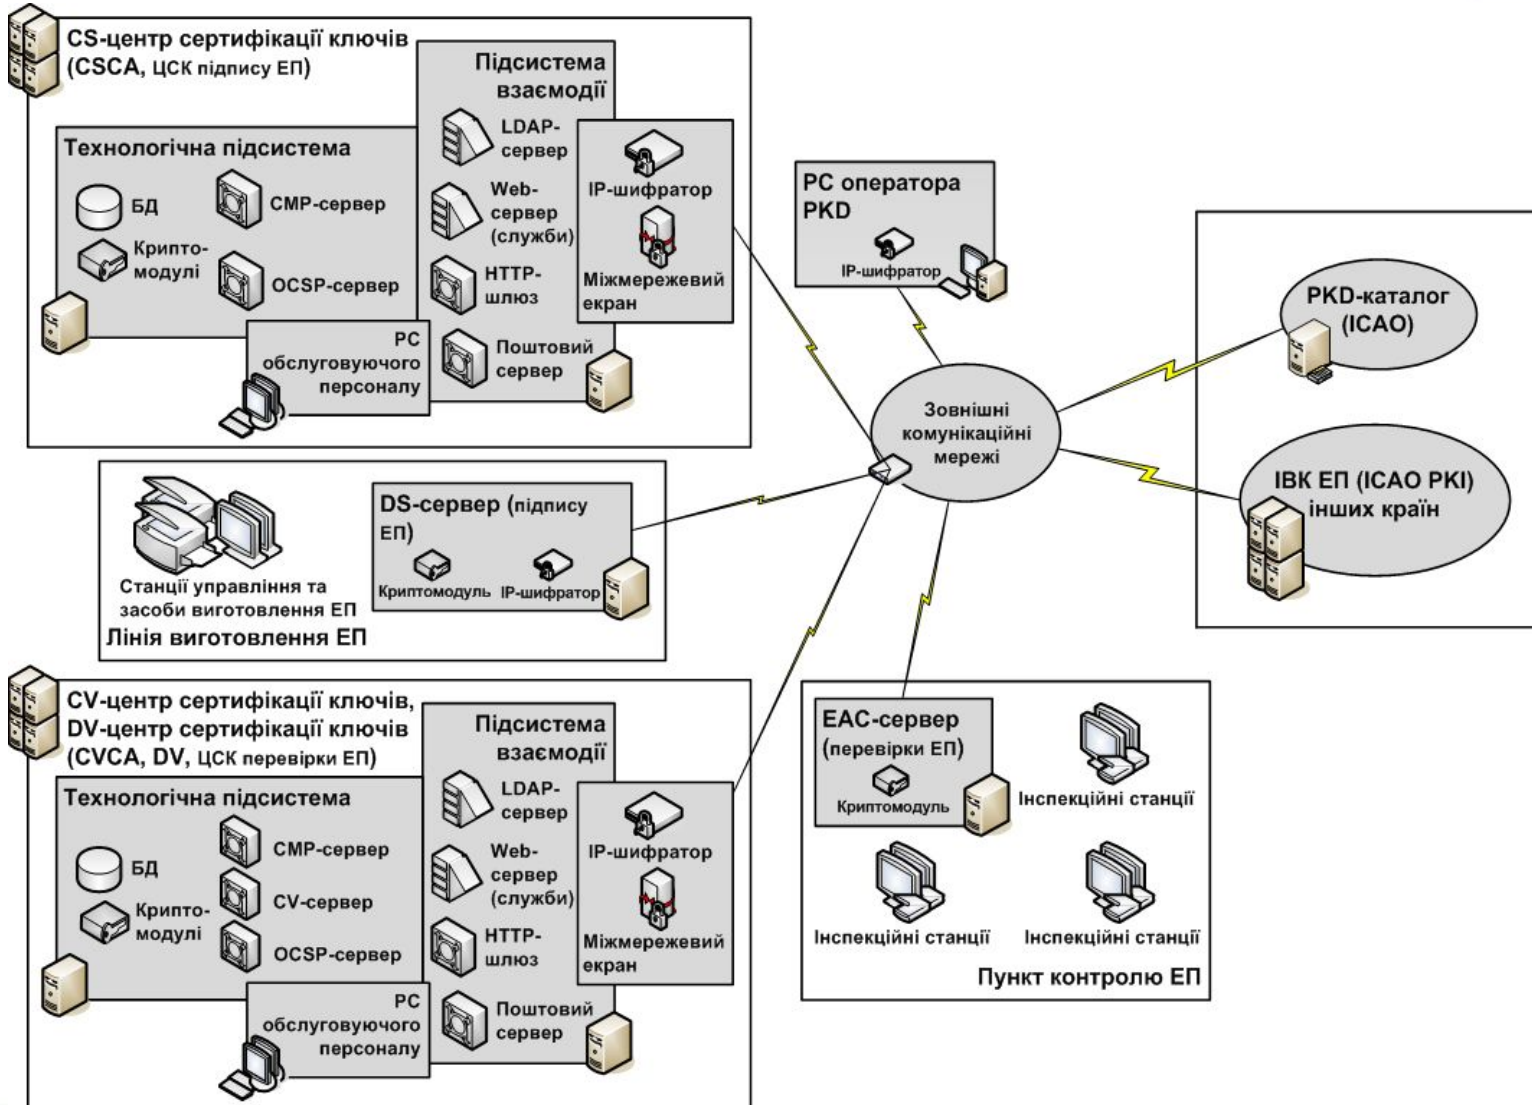 CS-центр сертифікації ключів
(CSCA, ЦСК підпису ЕП)
Підсистема
взаємодії
LDAP-
сервер
Web-
сервер
(служби)
HTTP-
шлюз
Поштовий
сервер
Технологічна підсистема
БД
Крипто-
модулі
CMP-сервер
OCSP-сервер
РС
обслуговуючого
персоналу
IP-шифратор
Міжмережевий
екран
РС оператора
PKD
IP-шифратор
PKD-каталог
(ICAO)
ІВК ЕП (ICAO PKI)
інших країн
Зовнішні
комунікаційні
мережі
Станції управління та
засоби виготовлення ЕП
Лінія виготовлення ЕП
DS-сервер (підпису
ЕП)
Криптомодуль
IP-шифратор
CV-центр сертифікації ключів,
DV-центр сертифікації ключів
(CVCA, DV, ЦСК перевірки ЕП)
Підсистема
взаємодії
LDAP-
сервер
Web-
сервер
(служби)
HTTP-
шлюз
Поштовий
сервер
Технологічна підсистема
БД
Крипто-
модулі
CMP-сервер
CV-сервер
OCSP-сервер
РС
обслуговуючого
персоналу
IP-шифратор
Міжмережевий
екран
EAC-сервер
(перевірки ЕП)
Криптомодуль
Інспекційні станції
Інспекційні станції
Інспекційні станції
Пункт контролю ЕП